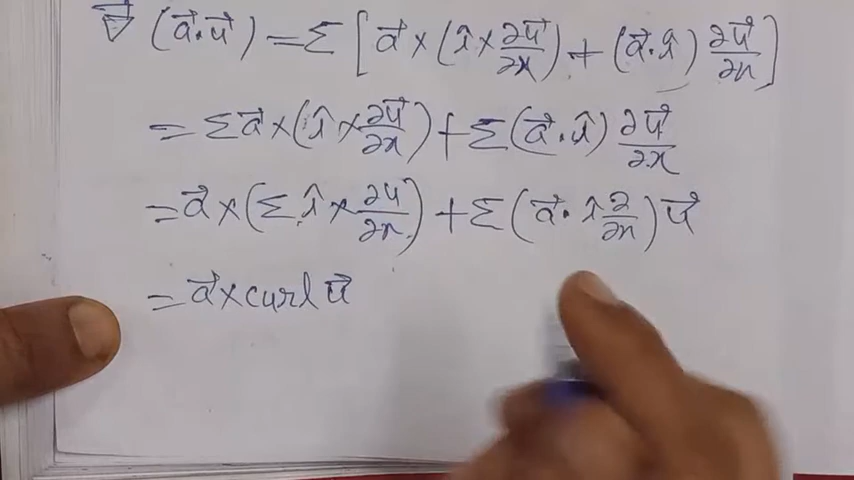 ∇⃗ (a⃗·u⃗) = Σ [ a⃗ × (î × ∂u⃗/∂x) + (a⃗·î) ∂u⃗/∂x ]
= Σ a⃗ × (î × ∂u⃗/∂x) + Σ (a⃗·î) ∂u⃗/∂x
= a⃗ × (Σ î × ∂u⃗/∂x) + Σ (a⃗· î ∂/∂x) u⃗
= a⃗ × curl u⃗